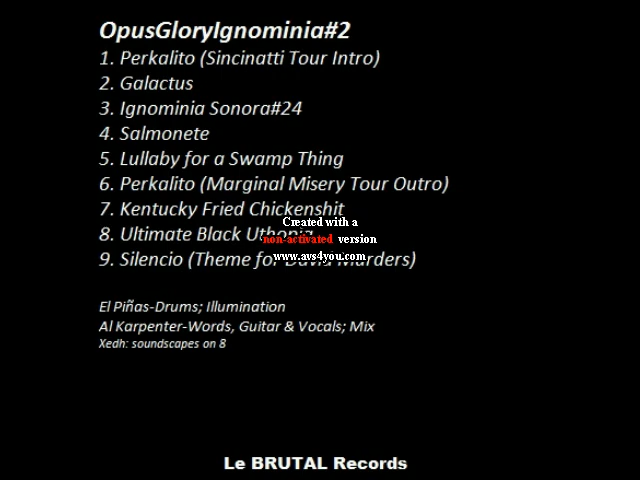 OpusGloryIgnominia#2
1. Perkalito (Sincinatti Tour Intro)
2. Galactus
3. Ignominia Sonora#24
4. Salmonete
5. Lullaby for a Swamp Thing
6. Perkalito (Marginal Misery Tour Outro)
7. Kentucky Fried Chickenshit
Created with a
8. Ultimate Black Uthopia
non-activated version
www.avs4you.com
9. Silencio (Theme for David Murders)
El Piñas-Drums; Illumination
Al Karpenter-Words, Guitar & Vocals; Mix
Xedh: soundscapes on 8
Le BRUTAL Records